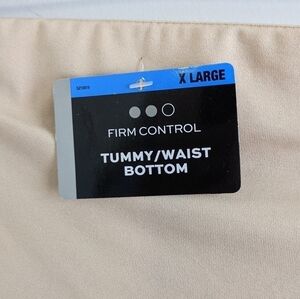 X LARGE
FIRM CONTROL
TUMMY/WAIST
BOTTOM